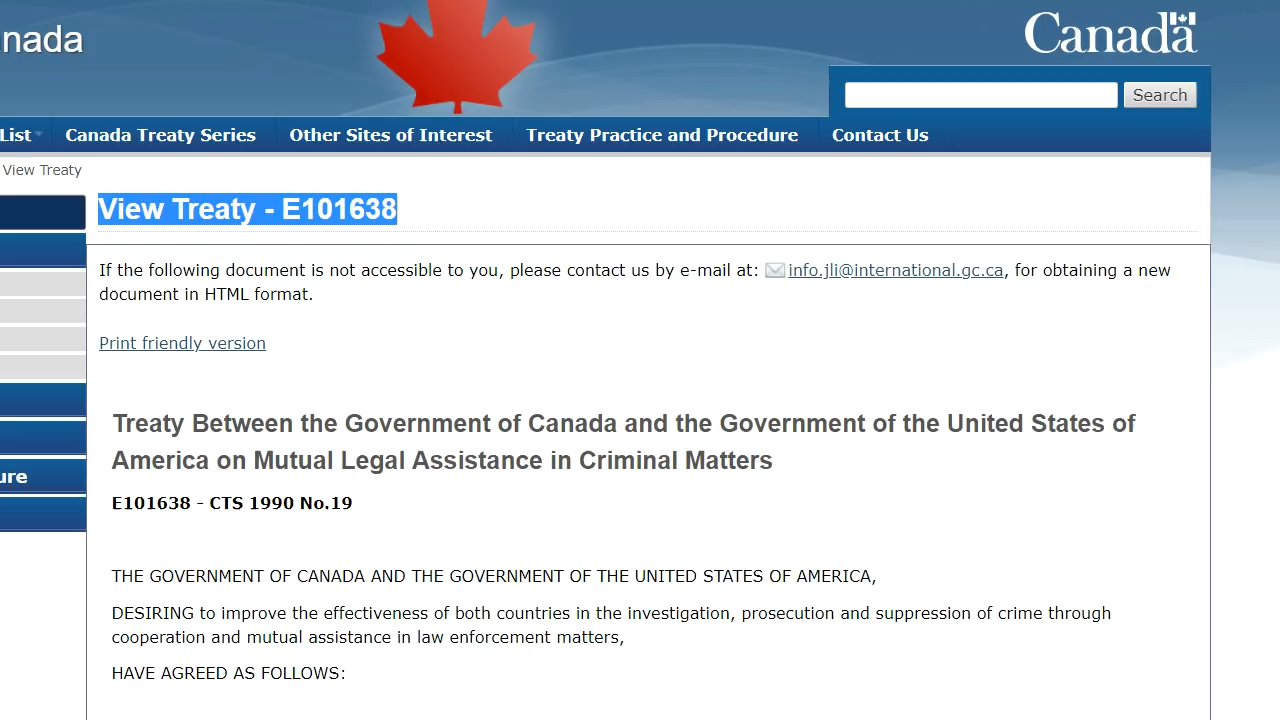 nada
Canada
Search
List
Canada Treaty Series
Other Sites of Interest
Treaty Practice and Procedure
Contact Us
View Treaty
View Treaty - E101638
If the following document is not accessible to you, please contact us by e-mail at: info.jli@international.gc.ca, for obtaining a new
document in HTML format.
Print friendly version
Treaty Between the Government of Canada and the Government of the United States of
America on Mutual Legal Assistance in Criminal Matters
E101638 - CTS 1990 No.19
ure
THE GOVERNMENT OF CANADA AND THE GOVERNMENT OF THE UNITED STATES OF AMERICA,
DESIRING to improve the effectiveness of both countries in the investigation, prosecution and suppression of crime through
cooperation and mutual assistance in law enforcement matters,
HAVE AGREED AS FOLLOWS: